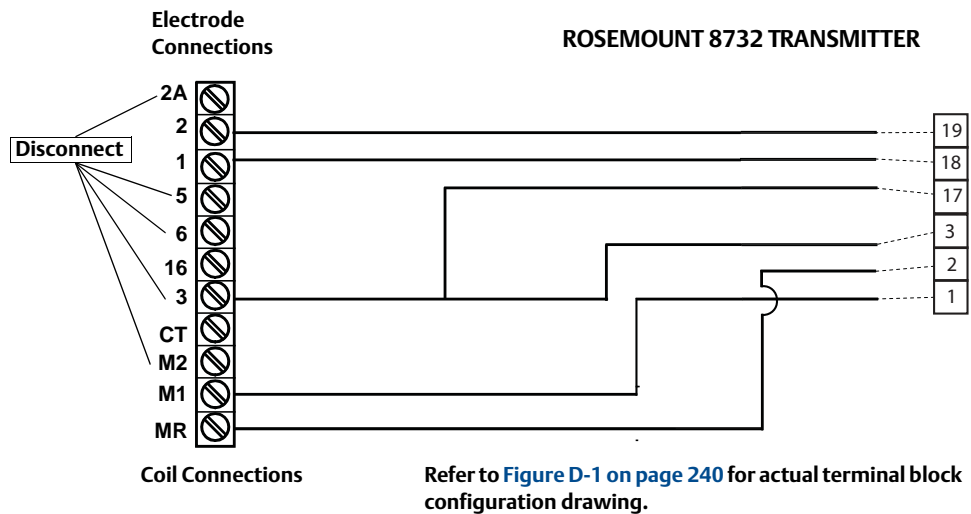 Electrode
Connections
ROSEMOUNT 8732 TRANSMITTER
2A
2
Disconnect
1
5
6
16
3
CT
M2
M1
MR
19
18
17
3
2
1
Coil Connections
Refer to Figure D-1 on page 240 for actual terminal block
configuration drawing.